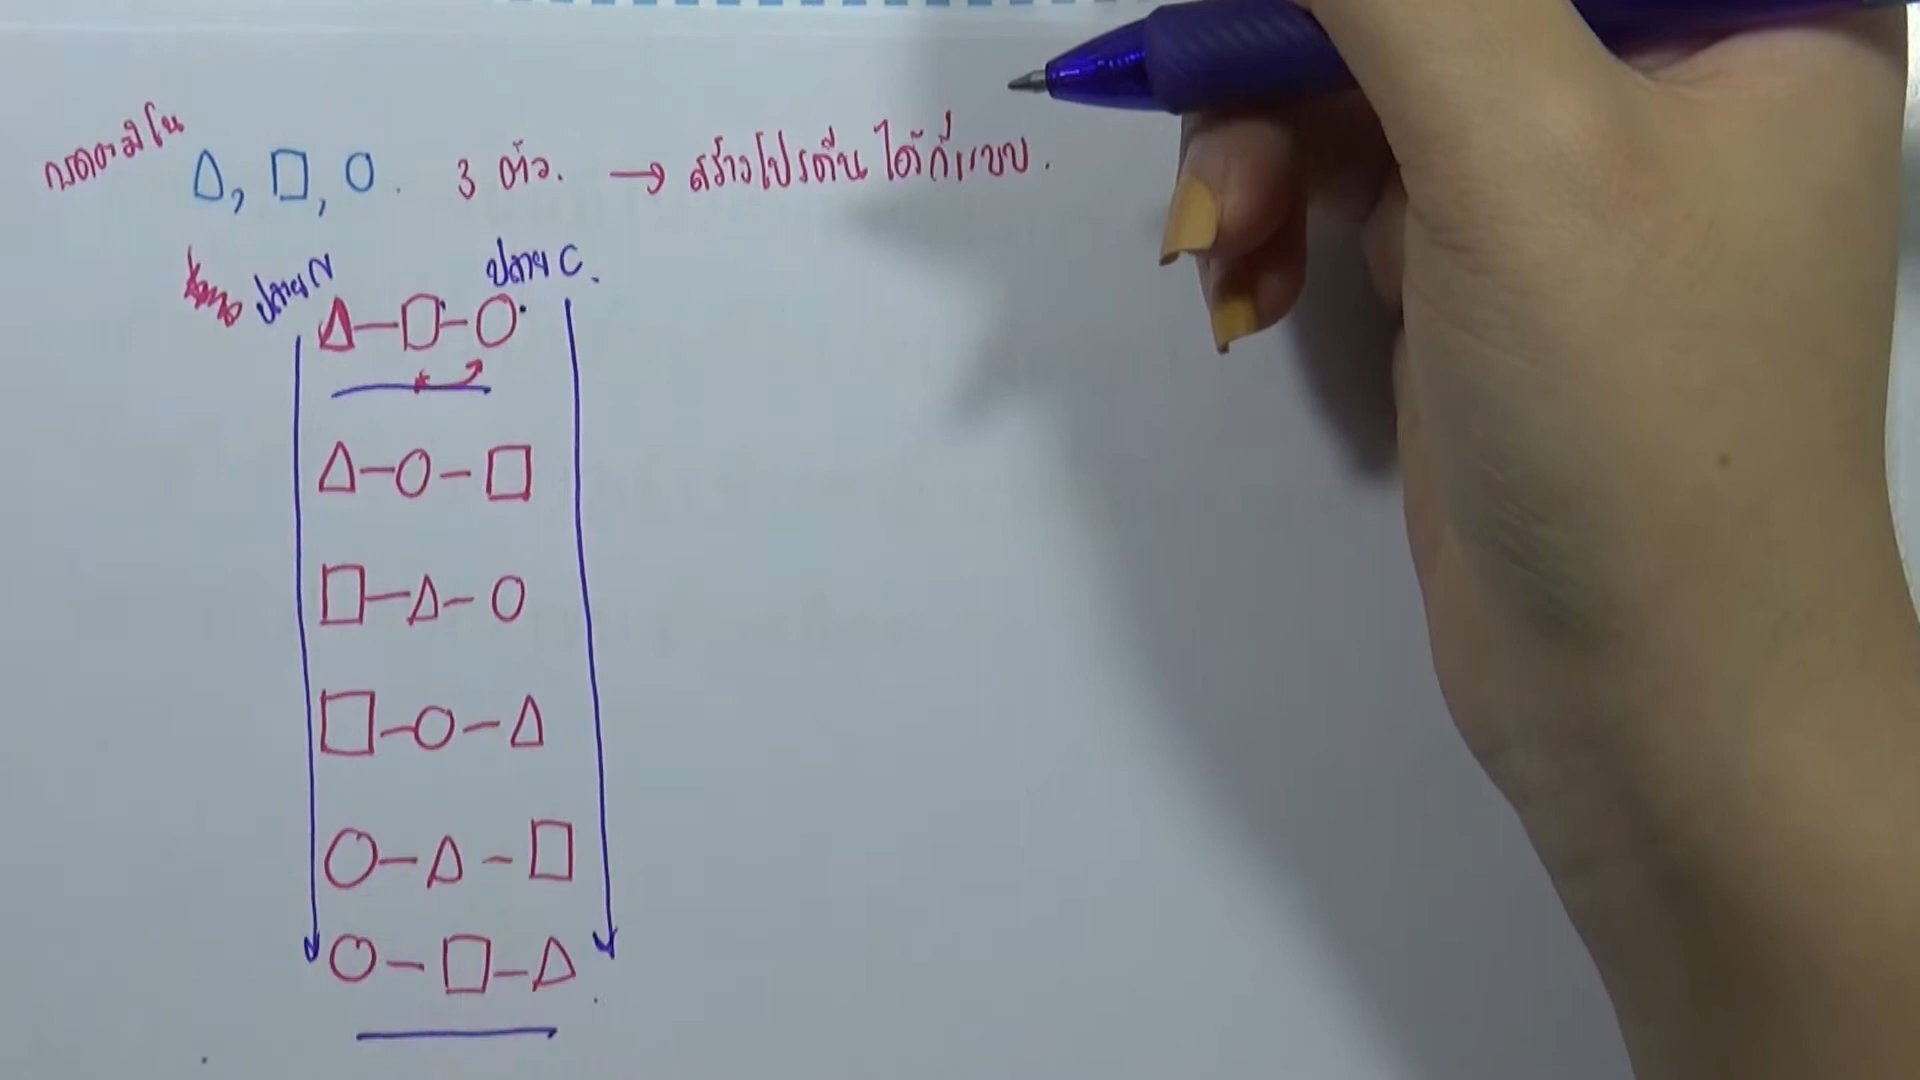 กรดอะมิโน
△, □, ○. 3 ตัว. → สร้างโปรตีนได้กี่แบบ.
ปลาย N ปลาย C.
△—□—○
△—○—□
□—△—○
□—○—△
○—△—□
○—□—△